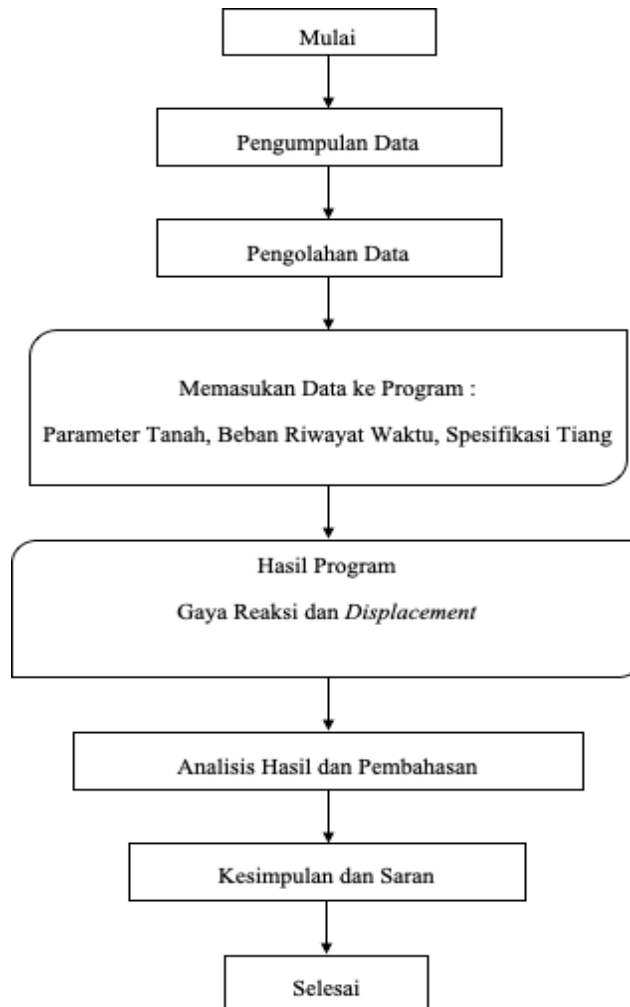 Mulai
Pengumpulan Data
Pengolahan Data
Memasukan Data ke Program :
Parameter Tanah, Beban Riwayat Waktu, Spesifikasi Tiang
Hasil Program
Gaya Reaksi dan Displacement
Analisis Hasil dan Pembahasan
Kesimpulan dan Saran
Selesai